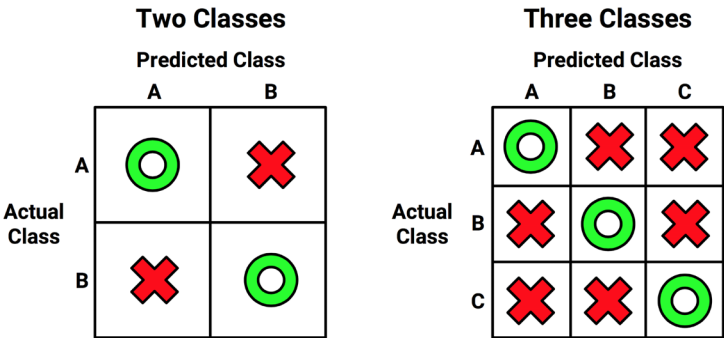 Two Classes
Predicted Class
A B
A
Actual
Class
B
Three Classes
Predicted Class
A B C
A
Actual
Class
B
C